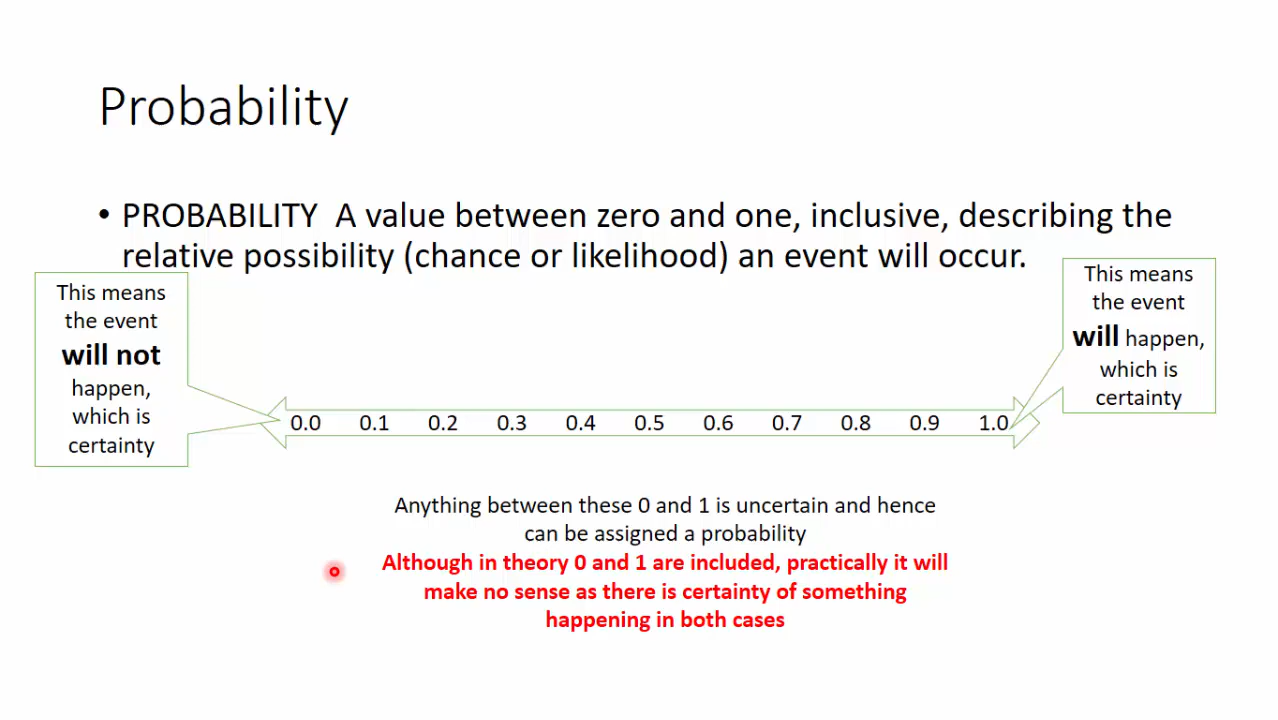 Probability
• PROBABILITY  A value between zero and one, inclusive, describing the
relative possibility (chance or likelihood) an event will occur.
This means
the event
will not
happen,
which is
certainty
This means
the event
will happen,
which is
certainty
0.0 0.1 0.2 0.3 0.4 0.5 0.6 0.7 0.8 0.9 1.0
Anything between these 0 and 1 is uncertain and hence
can be assigned a probability
Although in theory 0 and 1 are included, practically it will
make no sense as there is certainty of something
happening in both cases